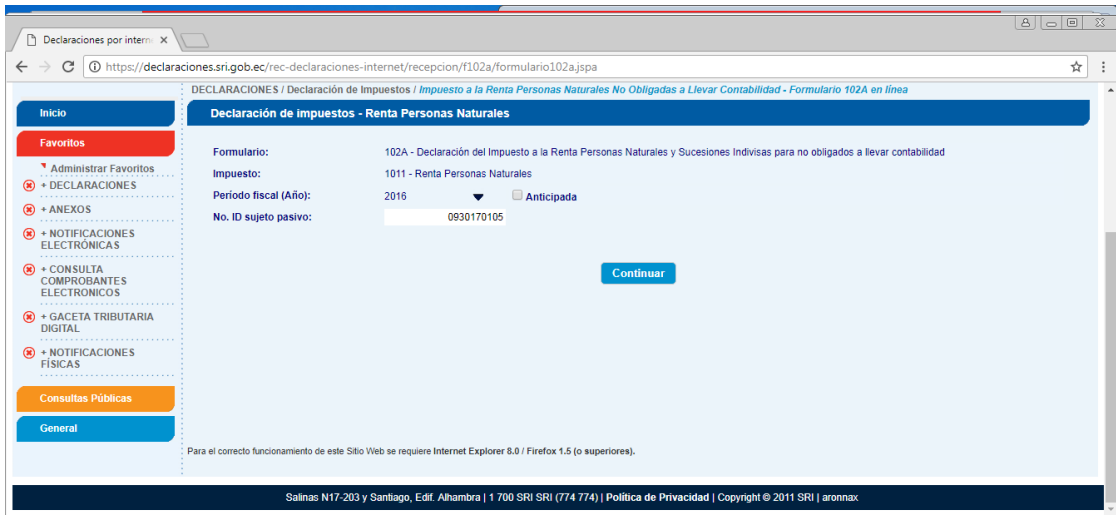 Declaraciones por intern
https://declaraciones.sri.gob.ec/rec-declaraciones-internet/recepcion/f102a/formulario102a.jspa
DECLARACIONES / Declaración de Impuestos / Impuesto a la Renta Personas Naturales No Obligadas a Llevar Contabilidad - Formulario 102A en línea
Inicio
Favoritos
Administrar Favoritos
+ DECLARACIONES
+ ANEXOS
+ NOTIFICACIONES
ELECTRÓNICAS
+ CONSULTA
COMPROBANTES
ELECTRONICOS
+ GACETA TRIBUTARIA
DIGITAL
+ NOTIFICACIONES
FÍSICAS
Consultas Públicas
General
Declaración de impuestos - Renta Personas Naturales
Formulario: 102A - Declaración del Impuesto a la Renta Personas Naturales y Sucesiones Indivisas para no obligados a llevar contabilidad
Impuesto: 1011 - Renta Personas Naturales
Período fiscal (Año): 2016 Anticipada
No. ID sujeto pasivo: 0930170105
Continuar
Para el correcto funcionamiento de este Sitio Web se requiere Internet Explorer 8.0 / Firefox 1.5 (o superiores).
Salinas N17-203 y Santiago, Edif. Alhambra | 1 700 SRI SRI (774 774) | Política de Privacidad | Copyright © 2011 SRI | aronnax